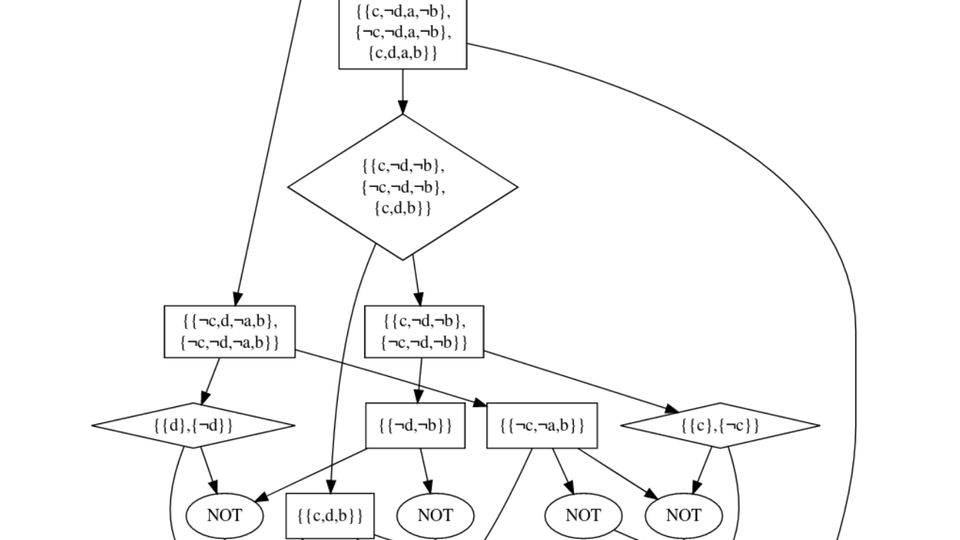 {{c,¬d,a,¬b},
{¬c,¬d,a,¬b},
{c,d,a,b}}
{{c,¬d,¬b},
{¬c,¬d,¬b},
{c,d,b}}
{{¬c,d,¬a,b},
{¬c,¬d,¬a,b}}
{{c,¬d,¬b},
{¬c,¬d,¬b}}
{{d},{¬d}}
{{¬d,¬b}}
{{¬c,¬a,b}}
{{c},{¬c}}
NOT
{{c,d,b}}
NOT
NOT
NOT